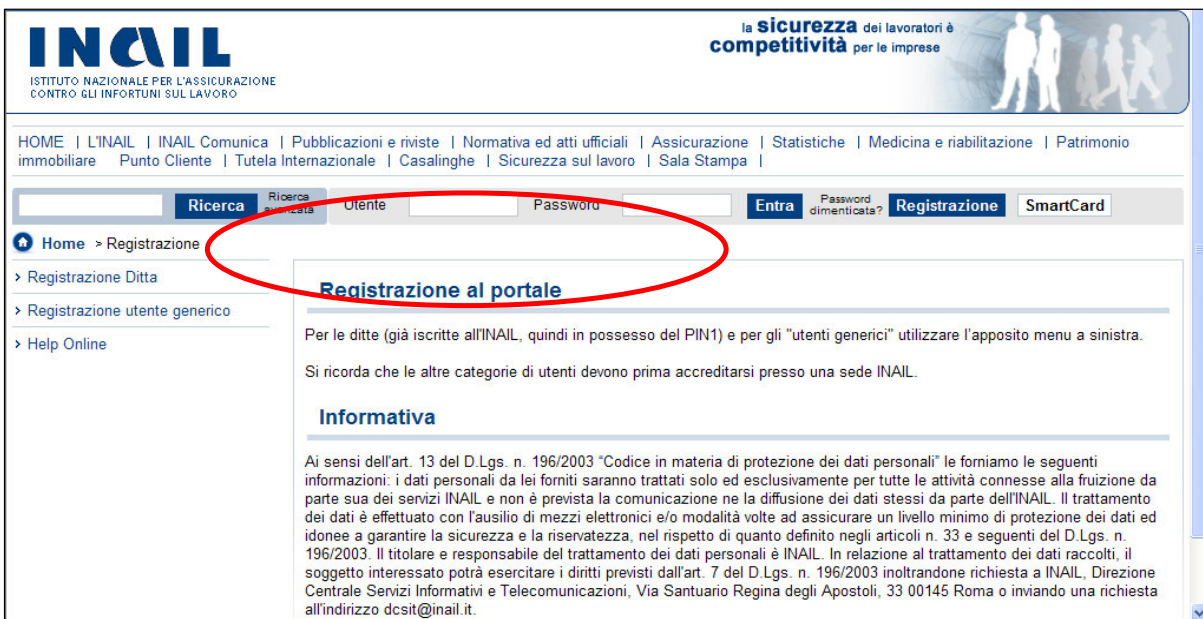 la sicurezza dei lavoratori è
competitività per le imprese
INAIL
ISTITUTO NAZIONALE PER L'ASSICURAZIONE
CONTRO GLI INFORTUNI SUL LAVORO
HOME | L'INAIL | INAIL Comunica | Pubblicazioni e riviste | Normativa ed atti ufficiali | Assicurazione | Statistiche | Medicina e riabilitazione | Patrimonio
immobiliare Punto Cliente | Tutela Internazionale | Casalinghe | Sicurezza sul lavoro | Sala Stampa |
Ricerca Ricerca avanzata Utente Password Entra Password dimenticata? Registrazione SmartCard
Home > Registrazione
> Registrazione Ditta
> Registrazione utente generico
> Help Online
Registrazione al portale
Per le ditte (già iscritte all'INAIL, quindi in possesso del PIN1) e per gli "utenti generici" utilizzare l'apposito menu a sinistra.
Si ricorda che le altre categorie di utenti devono prima accreditarsi presso una sede INAIL.
Informativa
Ai sensi dell'art. 13 del D.Lgs. n. 196/2003 "Codice in materia di protezione dei dati personali" le forniamo le seguenti
informazioni: i dati personali da lei forniti saranno trattati solo ed esclusivamente per tutte le attività connesse alla fruizione da
parte sua dei servizi INAIL e non è prevista la comunicazione ne la diffusione dei dati stessi da parte dell'INAIL. Il trattamento
dei dati è effettuato con l'ausilio di mezzi elettronici e/o modalità volte ad assicurare un livello minimo di protezione dei dati ed
idonee a garantire la sicurezza e la riservatezza, nel rispetto di quanto definito negli articoli n. 33 e seguenti del D.Lgs. n.
196/2003. Il titolare e responsabile del trattamento dei dati personali è INAIL. In relazione al trattamento dei dati raccolti, il
soggetto interessato potrà esercitare i diritti previsti dall'art. 7 del D.Lgs. n. 196/2003 inoltrandone richiesta a INAIL, Direzione
Centrale Servizi Informativi e Telecomunicazioni, Via Santuario Regina degli Apostoli, 33 00145 Roma o inviando una richiesta
all'indirizzo dcsit@inail.it.